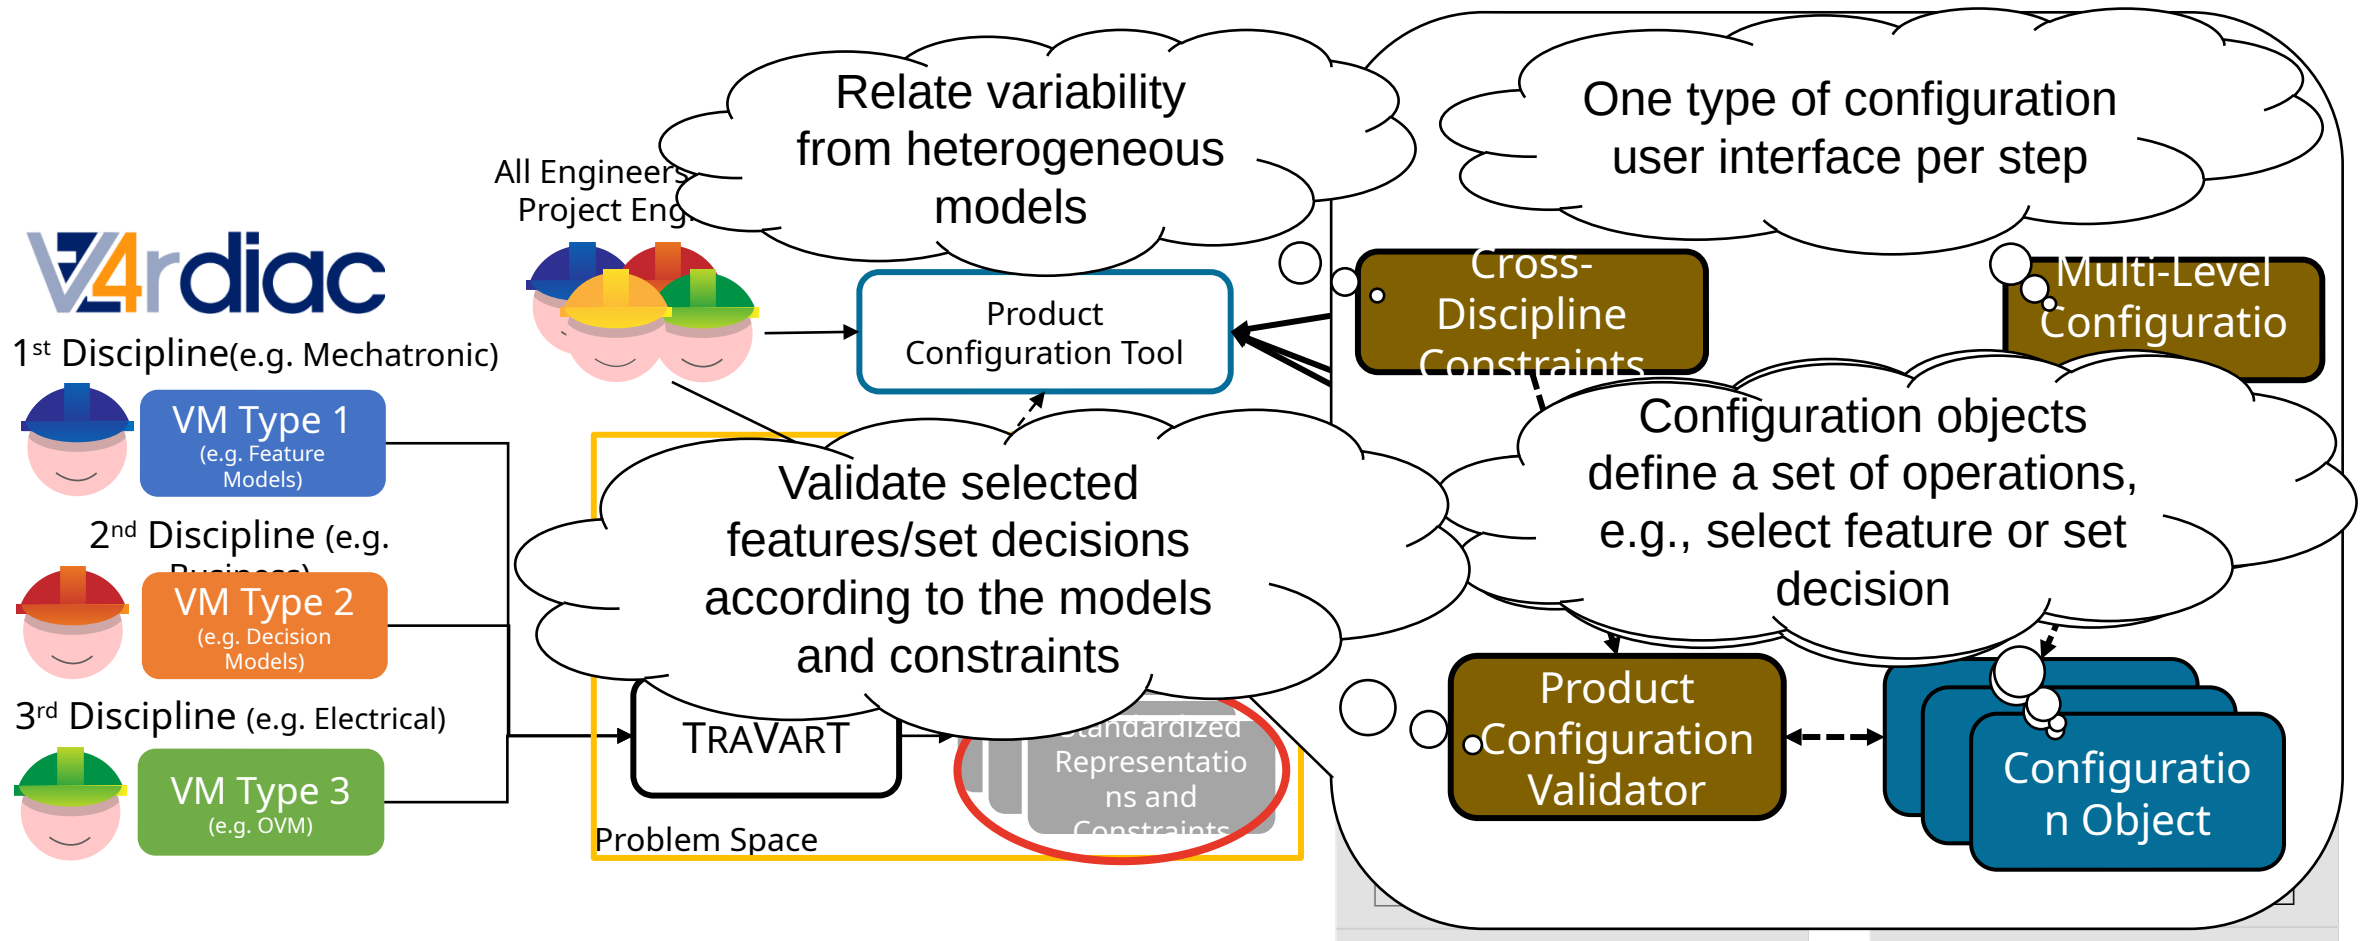 Relate variability
from heterogeneous
models
One type of configuration
user interface per step
All Engineers
Project Eng.
V4rdiac
Cross-
Discipline
Constraints
Multi-Level
Configuratio
Product
Configuration Tool
1st Discipline(e.g. Mechatronic)
VM Type 1
(e.g. Feature
Models)
Configuration objects
define a set of operations,
e.g., select feature or set
decision
Validate selected
features/set decisions
according to the models
and constraints
2nd Discipline (e.g.
Business)
VM Type 2
(e.g. Decision
Models)
3rd Discipline (e.g. Electrical)
VM Type 3
(e.g. OVM)
TRAVART
Standardized
Representatio
ns and
Constraints
Problem Space
Product
Configuration
Validator
Configuratio
n Object